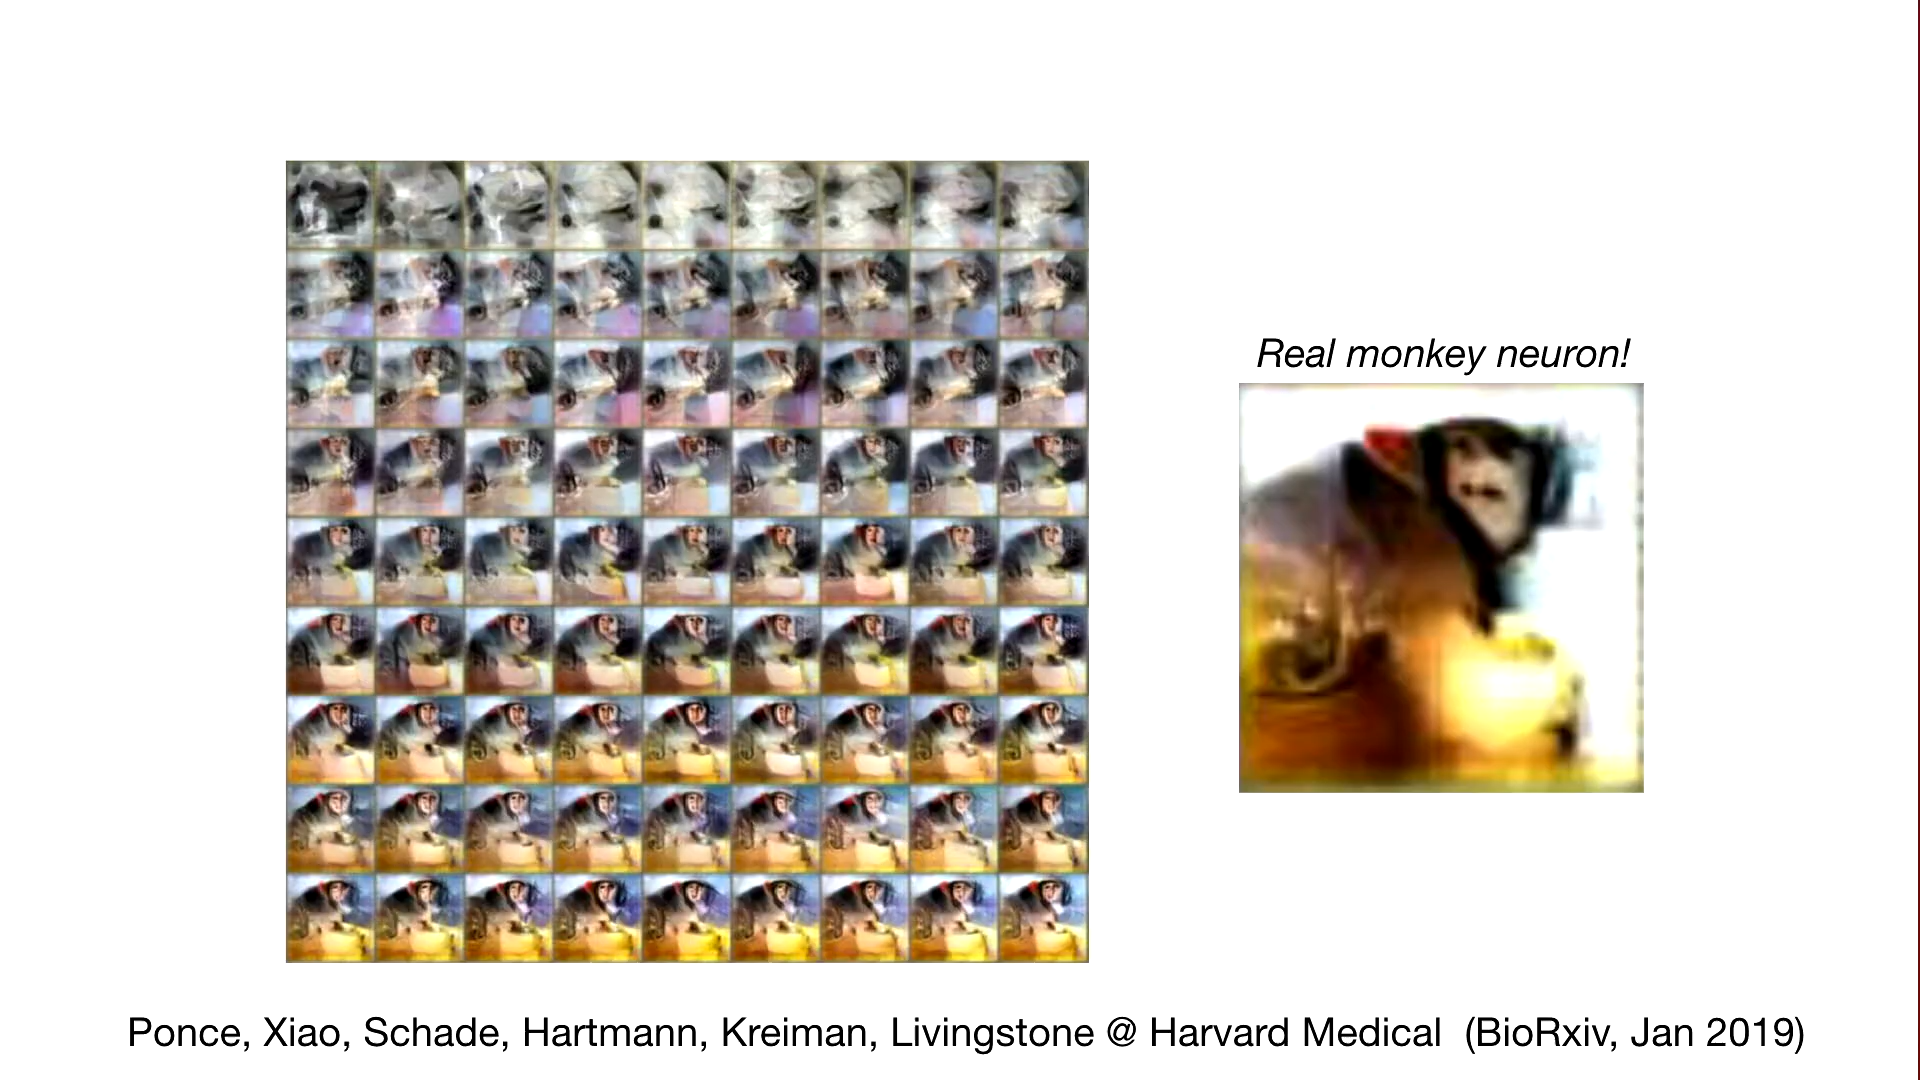 Real monkey neuron!
Ponce, Xiao, Schade, Hartmann, Kreiman, Livingstone @ Harvard Medical  (BioRxiv, Jan 2019)